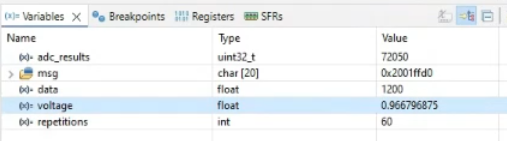 (x)= Variables Breakpoints Registers SFRs
Name Type Value
(x)= adc_results uint32_t 72050
msg char [20] 0x2001ffd0
(x)= data float 1200
(x)= voltage float 0.966796875
(x)= repetitions int 60